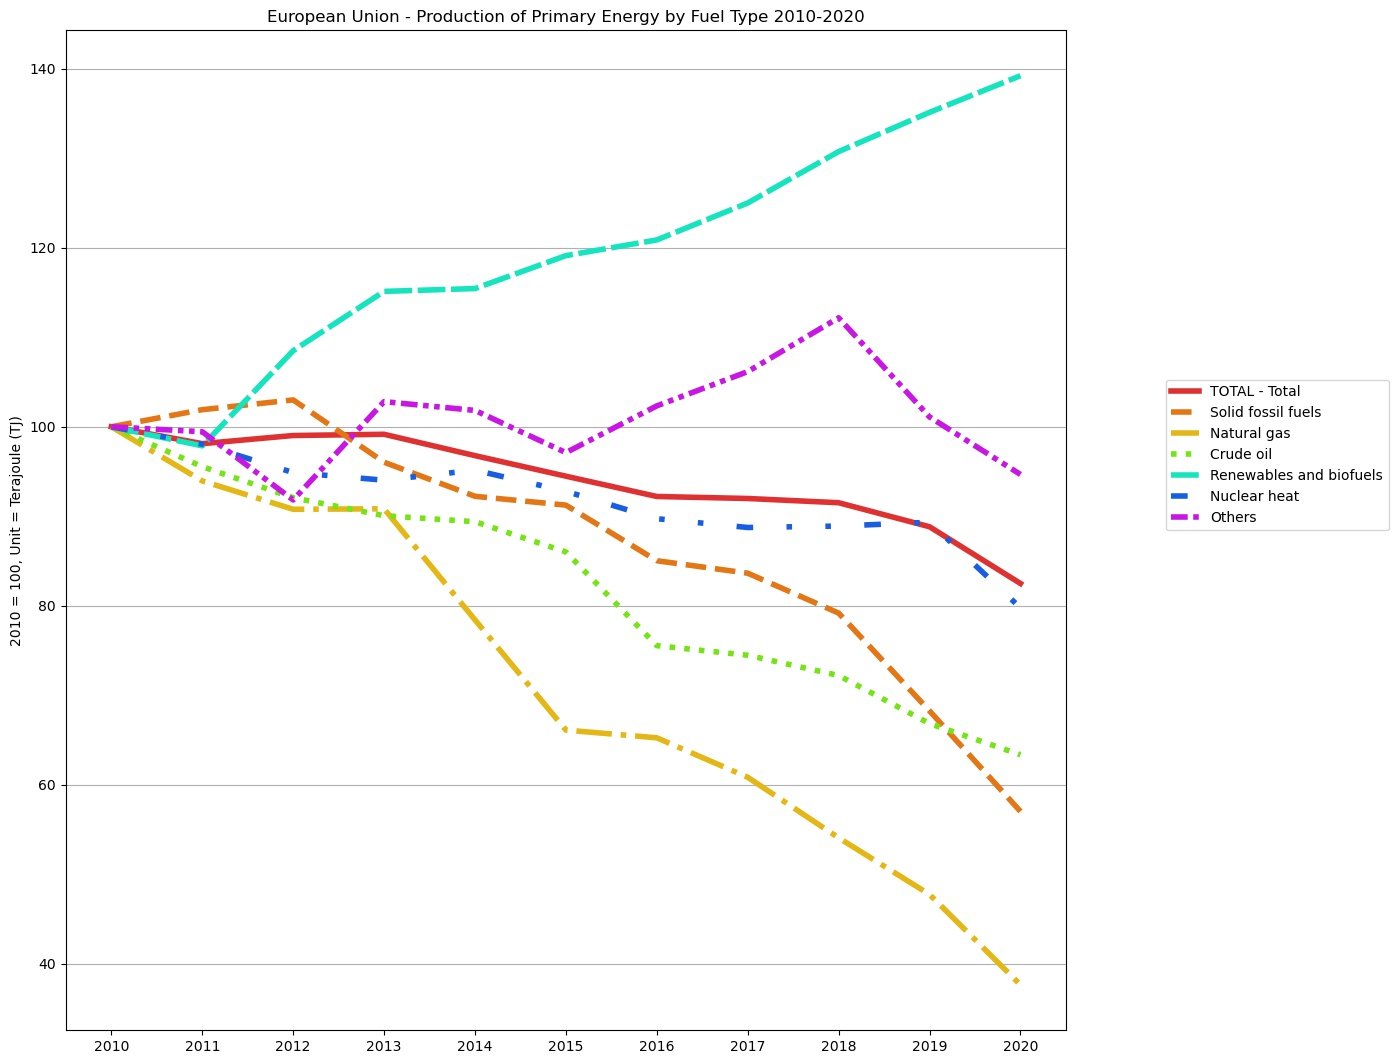 European Union - Production of Primary Energy by Fuel Type 2010-2020
2010 = 100, Unit = Terajoule (TJ)
140
120
100
80
60
40
2010 2011 2012 2013 2014 2015 2016 2017 2018 2019 2020
TOTAL - Total
Solid fossil fuels
Natural gas
Crude oil
Renewables and biofuels
Nuclear heat
Others